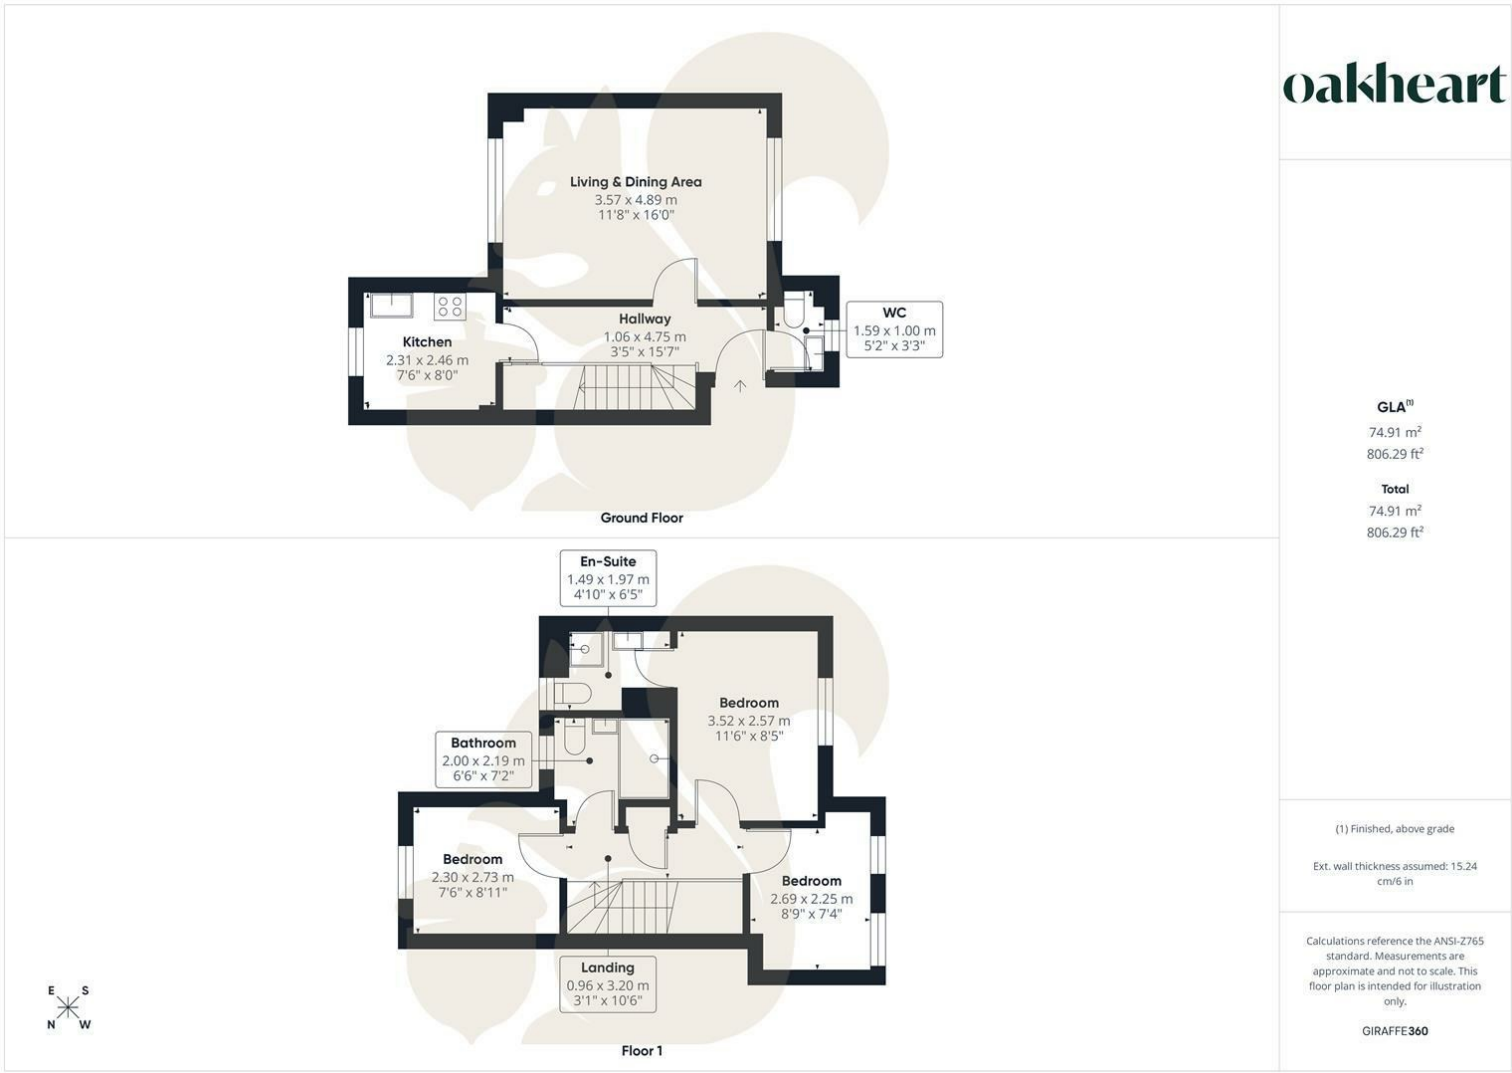 oakheart
Living & Dining Area
3.57 x 4.89 m
11'8" x 16'0"
Kitchen
2.31 x 2.46 m
7'6" x 8'0"
Hallway
1.06 x 4.75 m
3'5" x 15'7"
WC
1.59 x 1.00 m
5'2" x 3'3"
Ground Floor
En-Suite
1.49 x 1.97 m
4'10" x 6'5"
Bedroom
3.52 x 2.57 m
11'6" x 8'5"
Bathroom
2.00 x 2.19 m
6'6" x 7'2"
Bedroom
2.30 x 2.73 m
7'6" x 8'11"
Bedroom
2.69 x 2.25 m
8'9" x 7'4"
Landing
0.96 x 3.20 m
3'1" x 10'6"
Floor 1
E S
N W
GLA(1)
74.91 m²
806.29 ft²
Total
74.91 m²
806.29 ft²
(1) Finished, above grade
Ext. wall thickness assumed: 15.24
cm/6 in
Calculations reference the ANSI-Z765
standard. Measurements are
approximate and not to scale. This
floor plan is intended for illustration
only.
GIRAFFE360